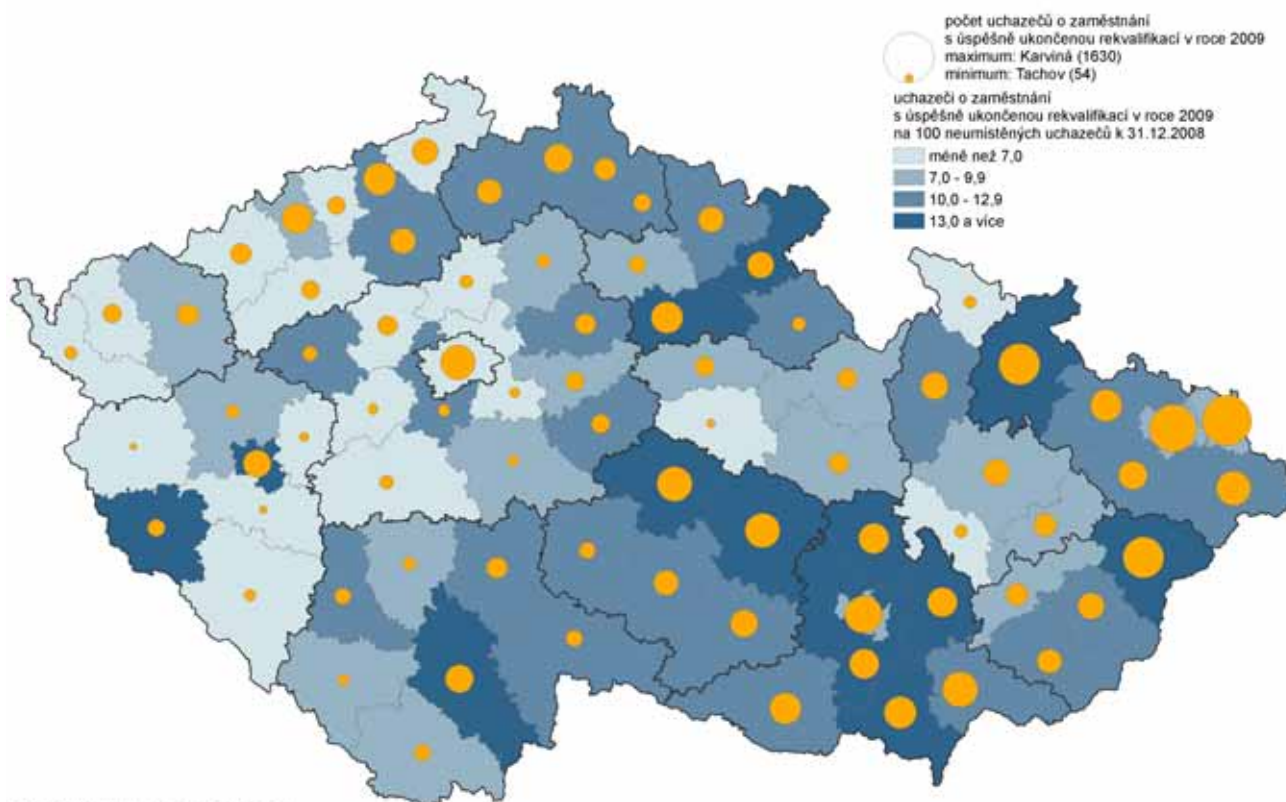 počet uchazečů o zaměstnání
s úspěšně ukončenou rekvalifikací v roce 2009
maximum: Karviná (1630)
minimum: Tachov (54)
uchazeči o zaměstnání
s úspěšně ukončenou rekvalifikací v roce 2009
na 100 neumístěných uchazečů k 31.12.2008
méně než 7,0
7,0 - 9,9
10,0 - 12,9
13,0 a více